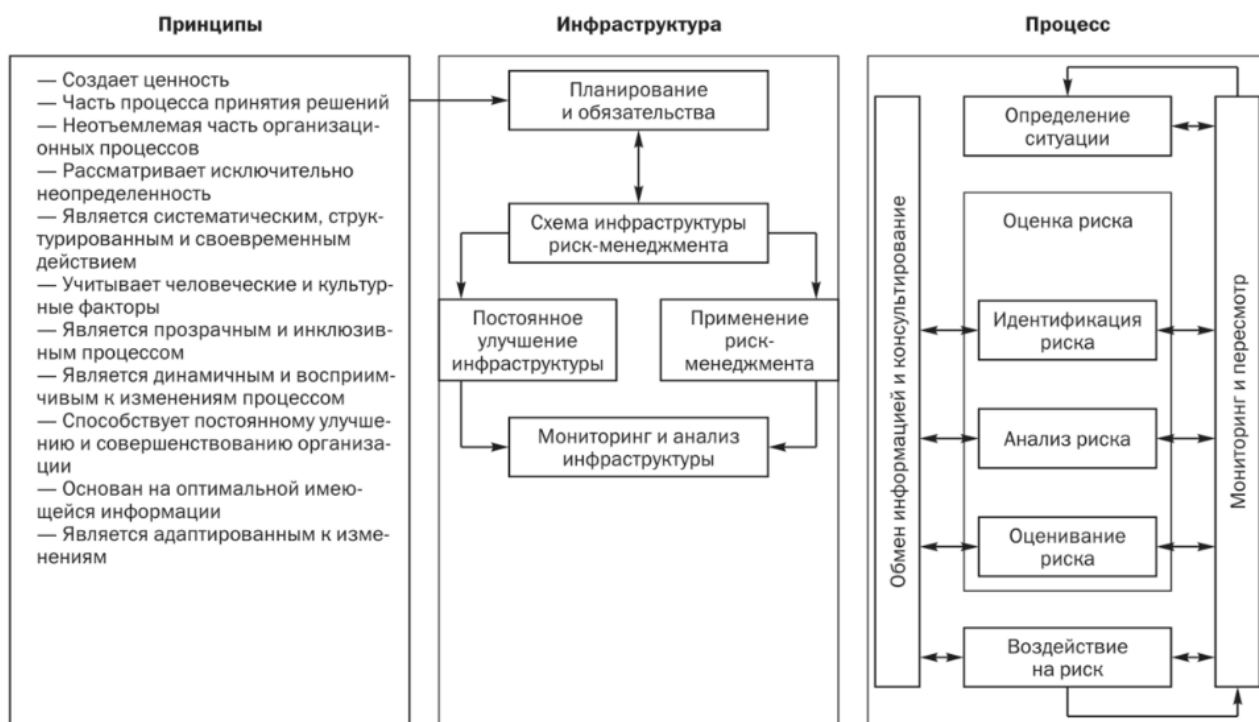 Принципы
— Создает ценность
— Часть процесса принятия решений
— Неотъемлемая часть организаци-
онных процессов
— Рассматривает исключительно
неопределенность
— Является систематическим, струк-
турированным и своевременным
действием
— Учитывает человеческие и культур-
ные факторы
— Является прозрачным и инклюзив-
ным процессом
— Является динамичным и восприим-
чивым к изменениям процессом
— Способствует постоянному улучше-
нию и совершенствованию организа-
ции
— Основан на оптимальной имею-
щейся информации
— Является адаптированным к изме-
нениям
Инфраструктура
Планирование
и обязательства
Схема инфраструктуры
риск-менеджмента
Постоянное
улучшение
инфраструктуры
Применение
риск-
менеджмента
Мониторинг и анализ
инфраструктуры
Процесс
Обмен информацией и консультирование
Определение
ситуации
Оценка риска
Идентификация
риска
Анализ риска
Оценивание
риска
Воздействие
на риск
Мониторинг и пересмотр